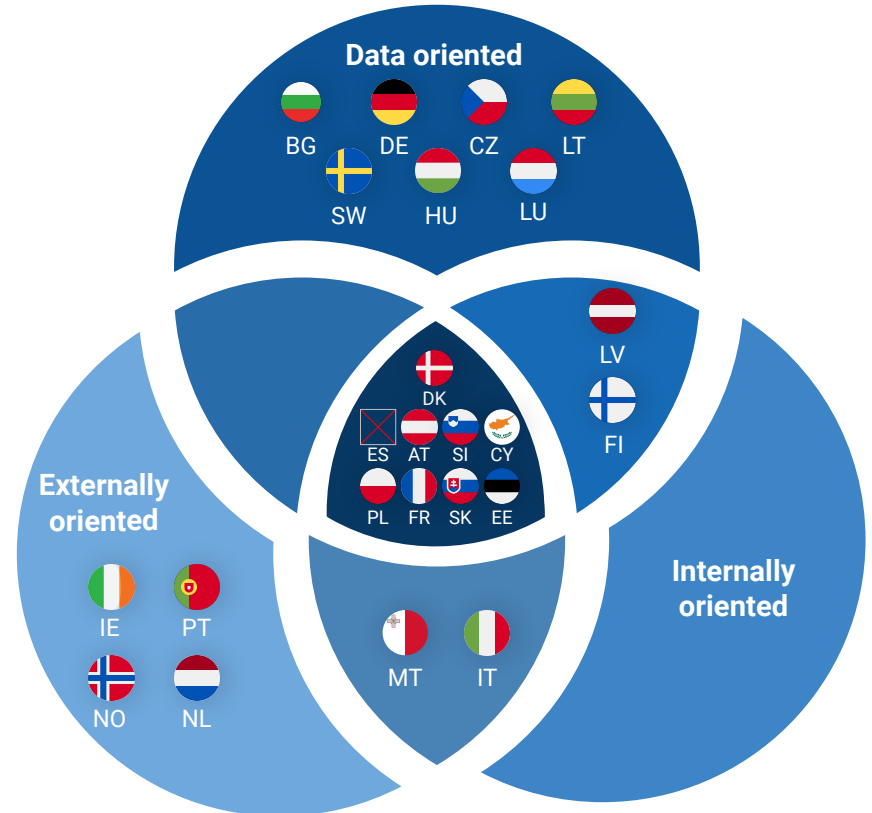 Data oriented
BG DE CZ LT
SW HU LU
LV
FI
DK
ES AT SI CY
PL FR SK EE
Externally
oriented
IE PT
NO NL
Internally
oriented
MT IT